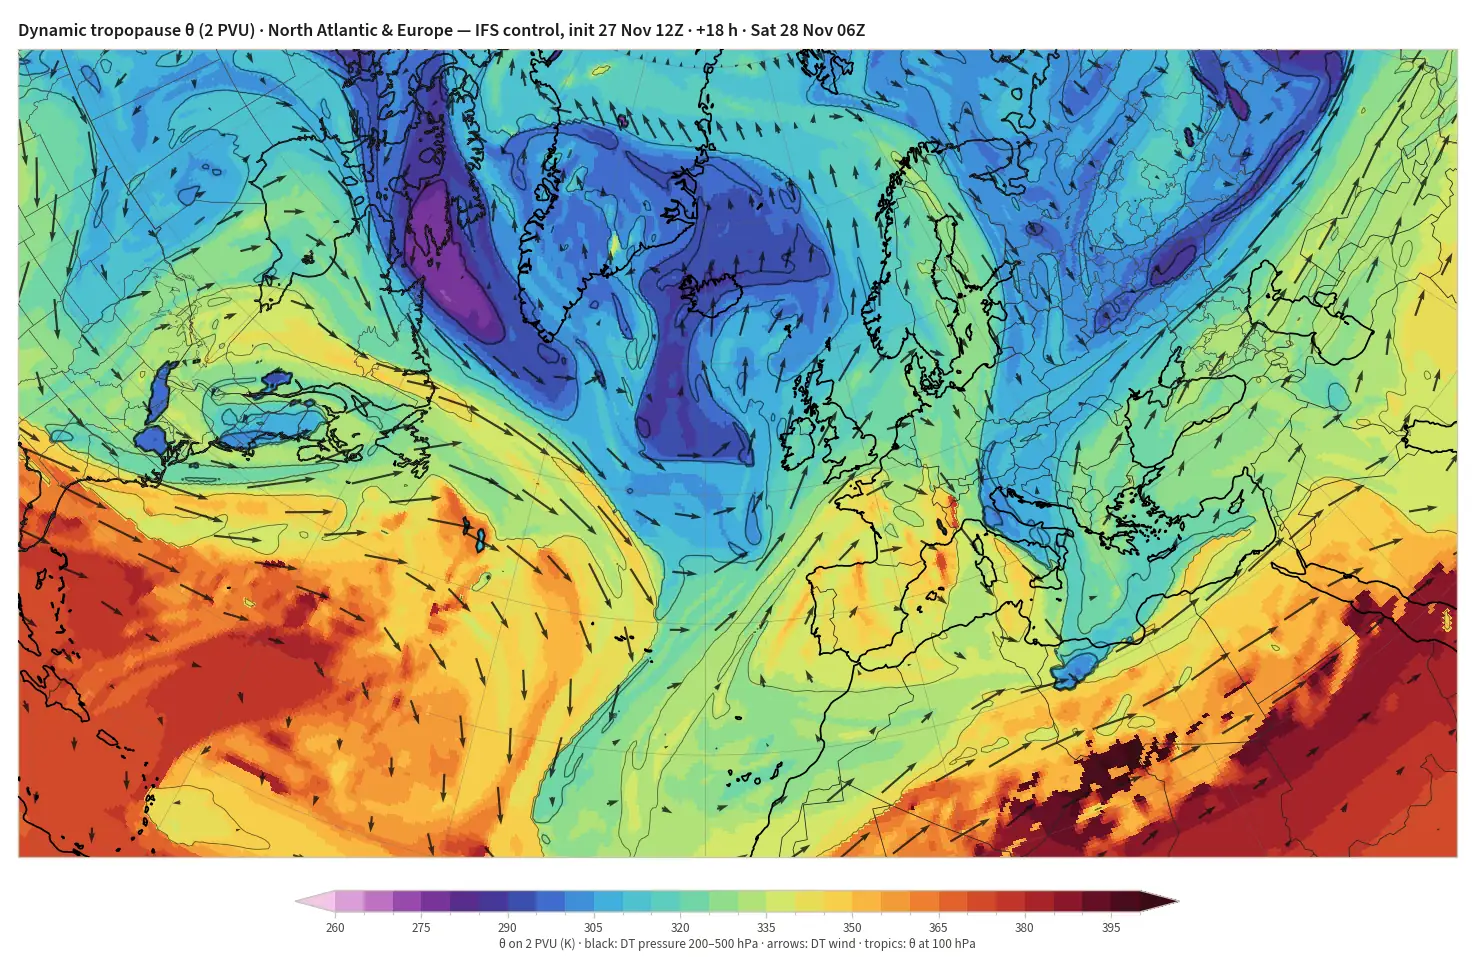 Dynamic tropopause θ (2 PVU) · North Atlantic & Europe — IFS control, init 27 Nov 12Z · +18 h · Sat 28 Nov 06Z
260 275 290 305 320 335 350 365 380 395
θ on 2 PVU (K) · black: DT pressure 200–500 hPa · arrows: DT wind · tropics: θ at 100 hPa